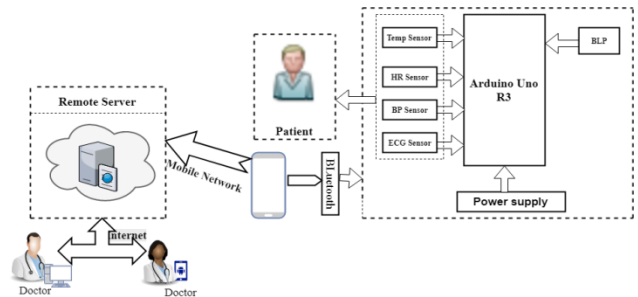 Remote Server
Mobile Network
Internet
Doctor
Doctor
Patient
BLuetooth
Temp Sensor
HR Sensor
BP Sensor
ECG Sensor
Arduino Uno
R3
BLP
Power supply